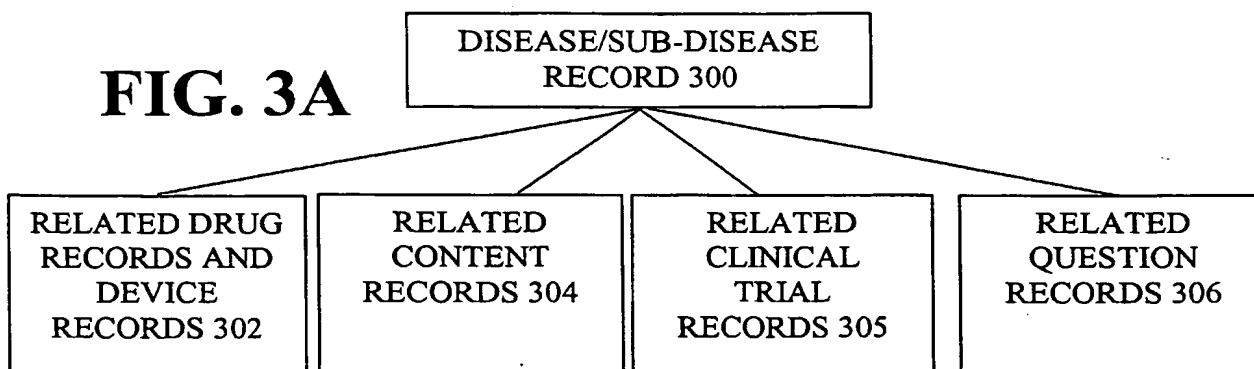 DISEASE/SUB-DISEASE
RECORD 300
FIG. 3A
RELATED DRUG
RECORDS AND
DEVICE
RECORDS 302
RELATED
CONTENT
RECORDS 304
RELATED
CLINICAL
TRIAL
RECORDS 305
RELATED
QUESTION
RECORDS 306